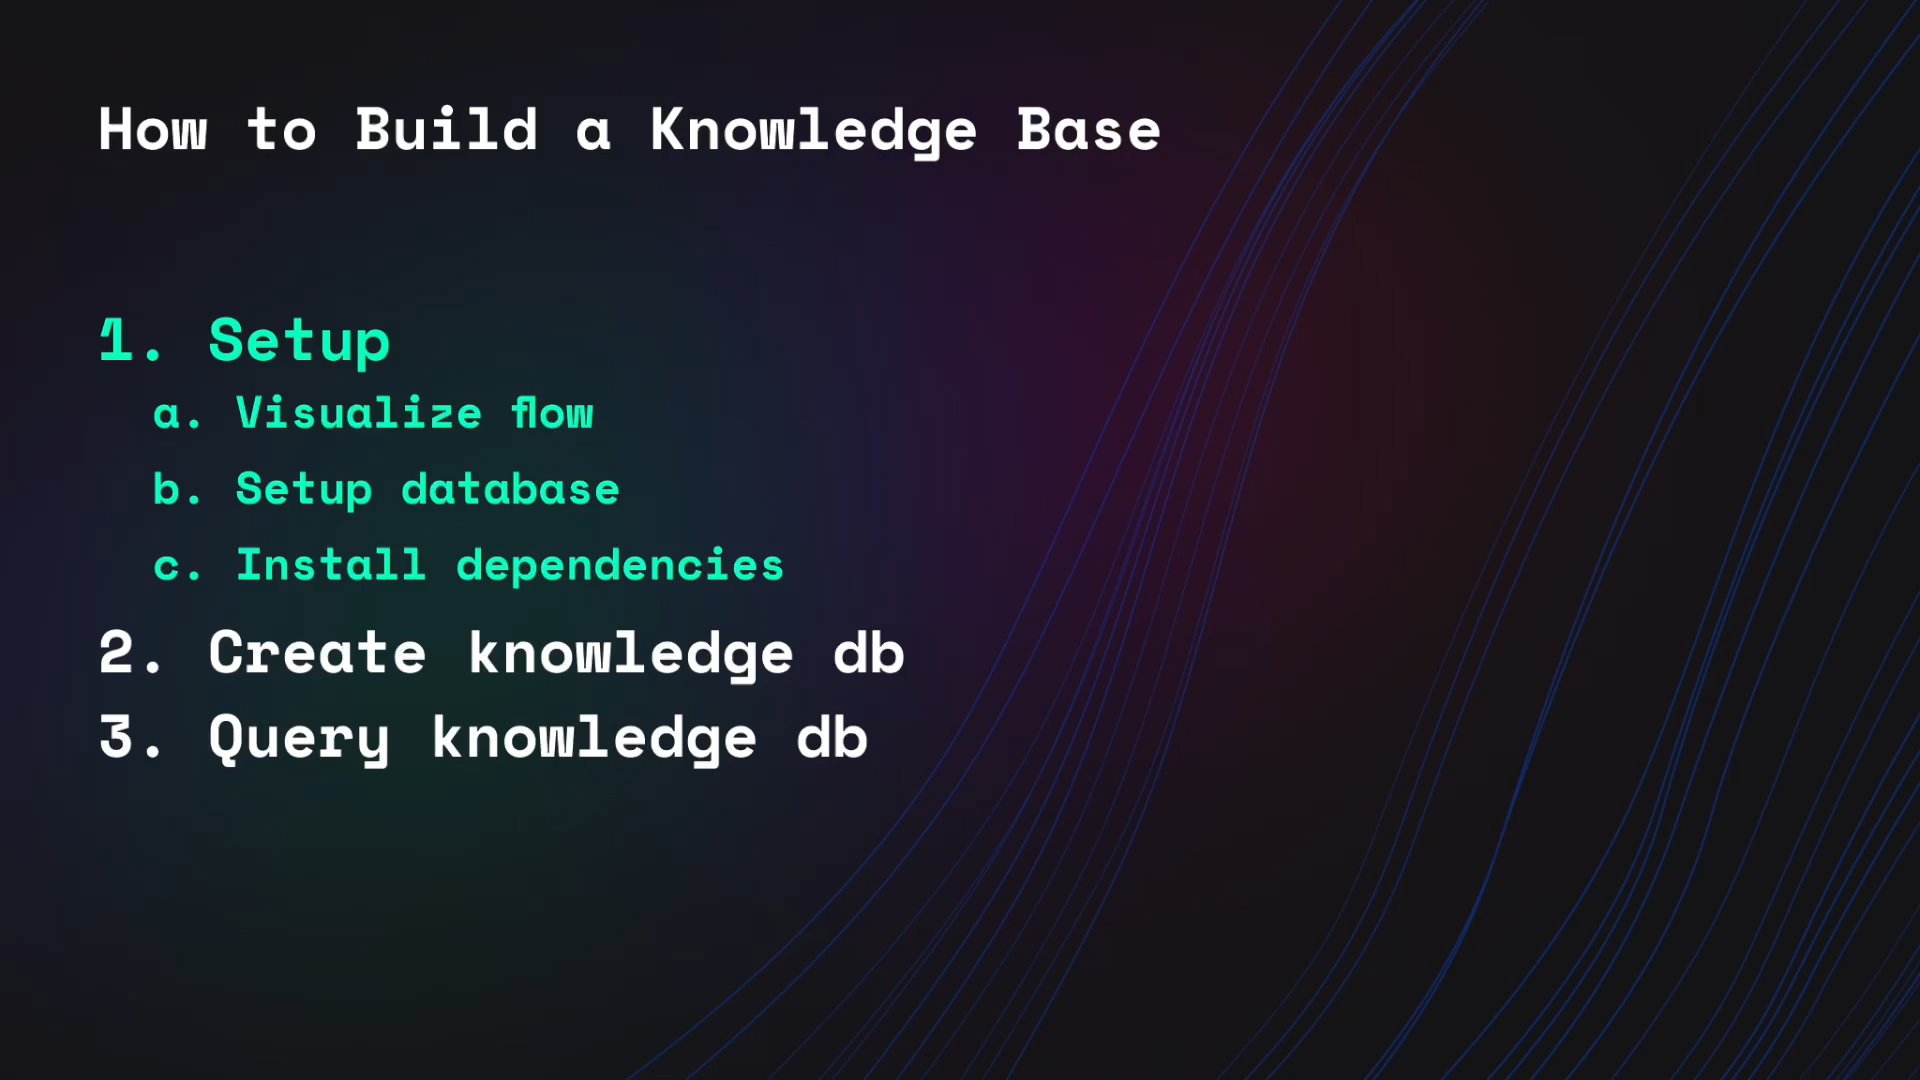 How to Build a Knowledge Base
1. Setup
a. Visualize flow
b. Setup database
c. Install dependencies
2. Create knowledge db
3. Query knowledge db